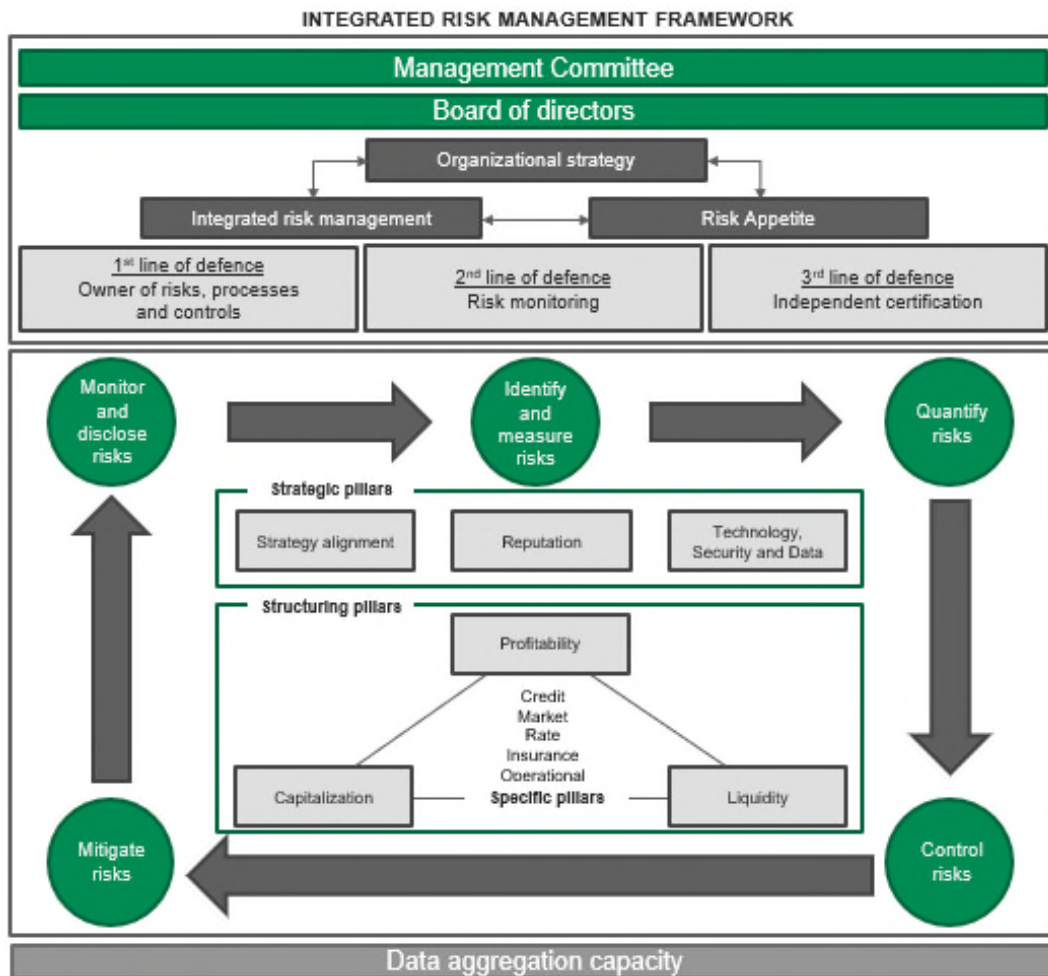 INTEGRATED RISK MANAGEMENT FRAMEWORK
Management Committee
Board of directors
Organizational strategy
Integrated risk management
Risk Appetite
1st line of defence
Owner of risks, processes
and controls
2nd line of defence
Risk monitoring
3rd line of defence
Independent certification
Monitor
and
disclose
risks
Identify
and
measure
risks
Quantify
risks
Strategic pillars
Strategy alignment
Reputation
Technology,
Security and Data
Structuring pillars
Profitability
Credit
Market
Rate
Insurance
Operational
Capitalization
Specific pillars
Liquidity
Mitigate
risks
Control
risks
Data aggregation capacity